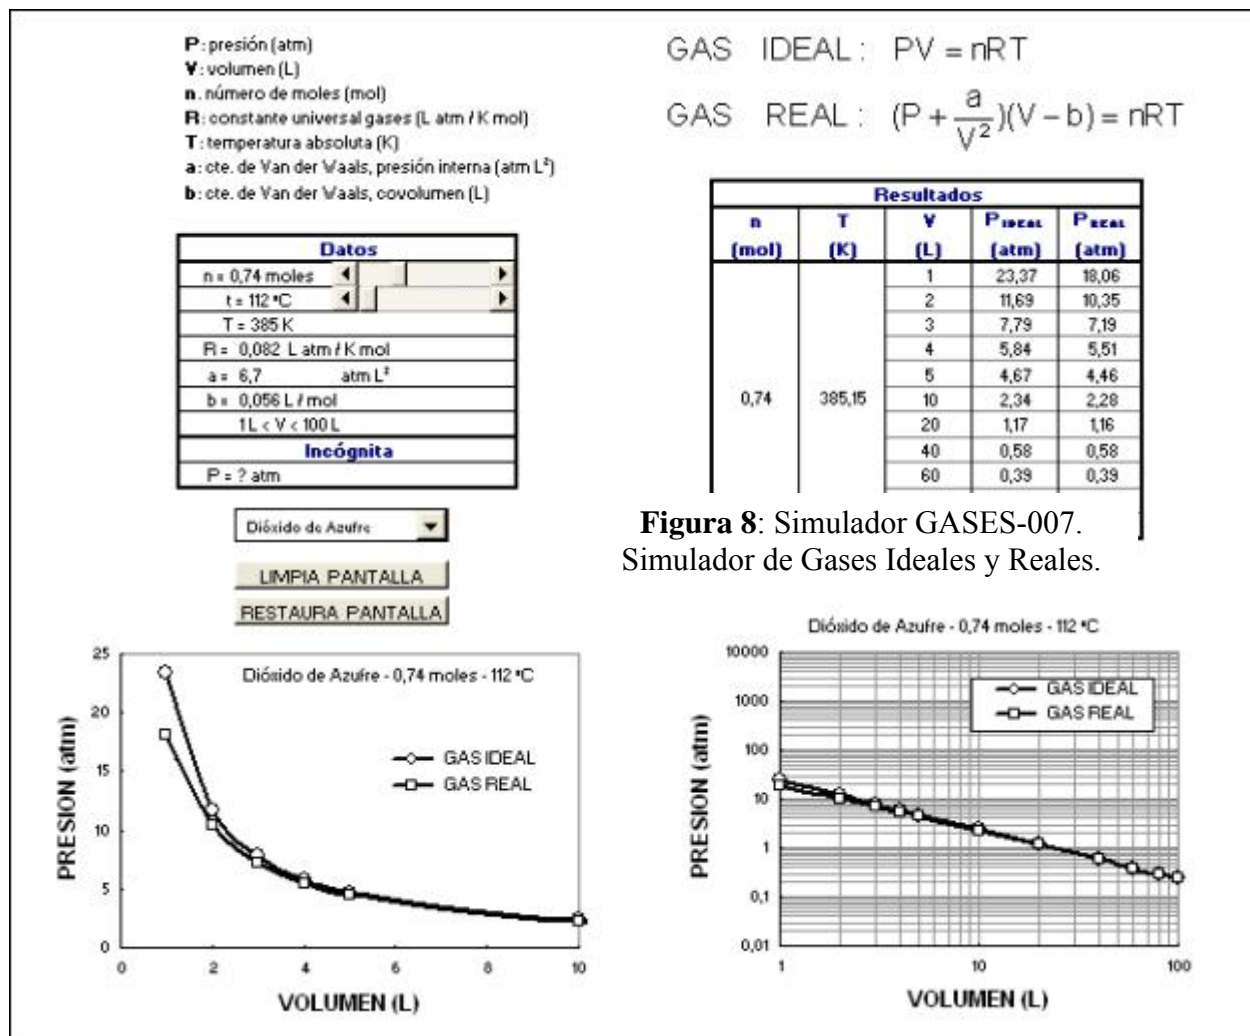 P: presión (atm)
V: volumen (L)
n: número de moles (mol)
R: constante universal gases (L atm / K mol)
T: temperatura absoluta (K)
a: cte. de Van der Waals, presión interna (atm L²)
b: cte. de Van der Waals, covolumen (L)
GAS IDEAL: PV = nRT
GAS REAL: (P + a/V²)(V – b) = nRT
Datos
n = 0,74 moles
t = 112 ºC
T = 385 K
R = 0,082 L atm / K mol
a = 6,7 atm L²
b = 0,056 L / mol
1 L < V < 100 L
Incógnita
P = ? atm
Resultados
n T V P IDEAL P REAL
(mol) (K) (L) (atm) (atm)
1 23,37 18,06
2 11,69 10,35
3 7,79 7,19
4 5,84 5,51
5 4,67 4,46
0,74 385,15 10 2,34 2,28
20 1,17 1,16
40 0,58 0,58
60 0,39 0,39
Dióxido de Azufre
LIMPIA PANTALLA
RESTAURA PANTALLA
Figura 8: Simulador GASES-007.
Simulador de Gases Ideales y Reales.
Dióxido de Azufre - 0,74 moles - 112 ºC
GAS IDEAL
GAS REAL
PRESION (atm)
25
20
15
10
5
0
0 2 4 6 8 10
VOLUMEN (L)
Dióxido de Azufre - 0,74 moles - 112 ºC
GAS IDEAL
GAS REAL
PRESION (atm)
10000
1000
100
10
1
0,1
0,01
1 10 100
VOLUMEN (L)